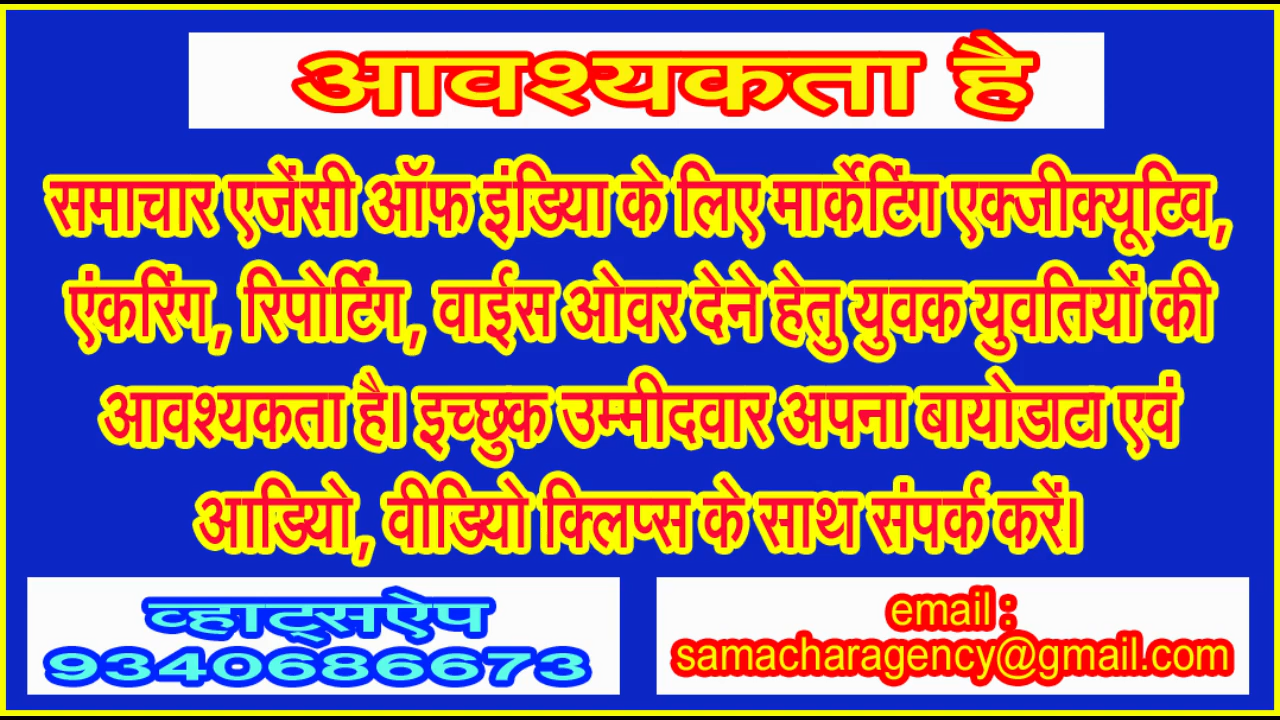 आवश्यकता है
समाचार एजेंसी ऑफ इंडिया के लिए मार्केटिंग एक्जीक्यूटिव,
एंकरिंग, रिपोर्टिंग, वाईस ओवर देने हेतु युवक युवतियों की
आवश्यकता है। इच्छुक उम्मीदवार अपना बायोडाटा एवं
आडियो, वीडियो क्लिप्स के साथ संपर्क करें।
व्हाट्सऐप
9340686673
email :
samacharagency@gmail.com